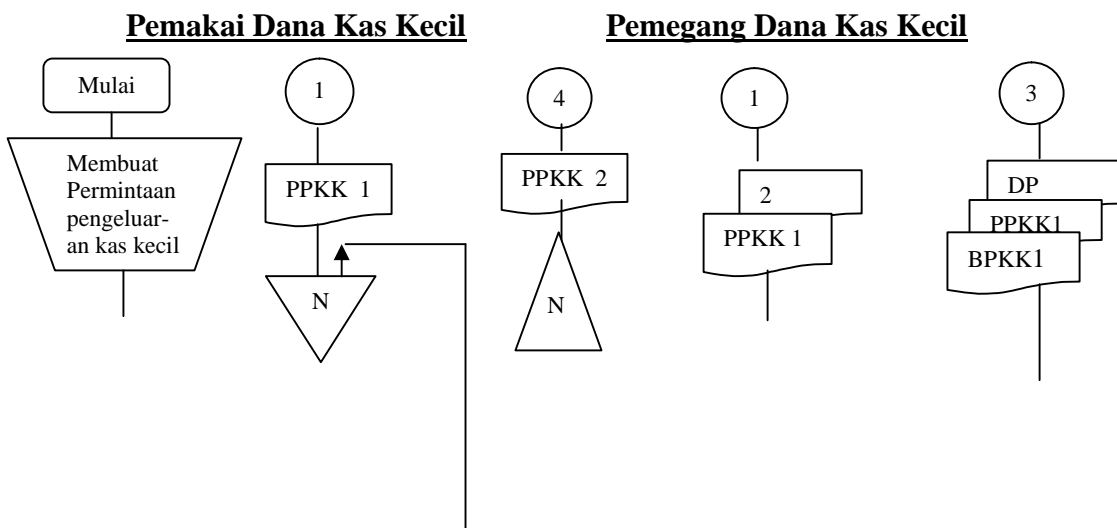 Pemakai Dana Kas Kecil
Pemegang Dana Kas Kecil
Mulai
Membuat
Permintaan
pengeluar-
an kas kecil
1
PPKK 1
N
4
PPKK 2
N
1
2
PPKK 1
3
DP
PPKK1
BPKK1